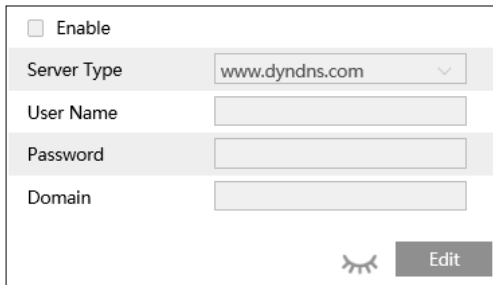 Enable
Server Type www.dyndns.com
User Name
Password
Domain
Edit